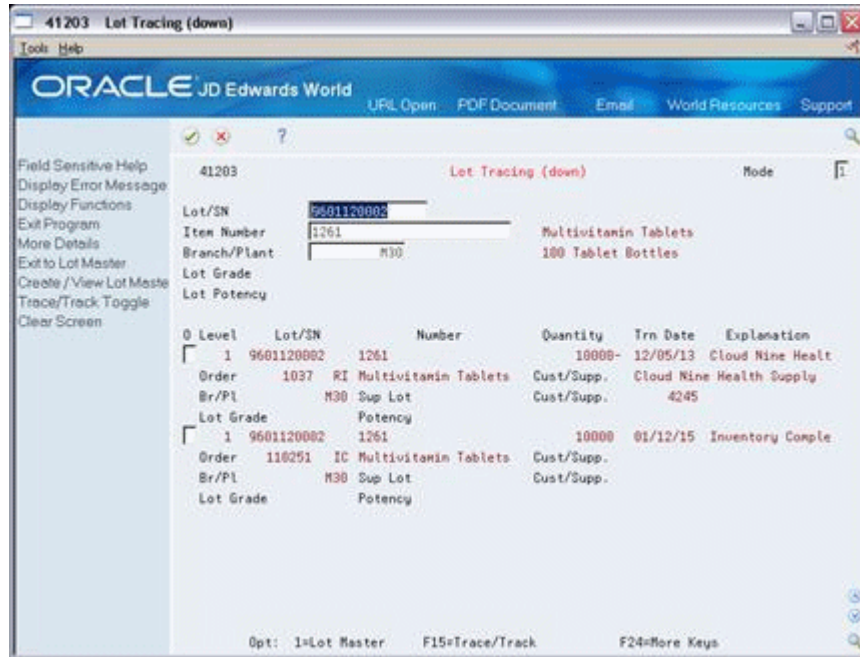 41203 Lot Tracing (down)
Tools Help
ORACLE JD Edwards World
URL Open PDF Document Email World Resources Support
?
Field Sensitive Help
Display Error Message
Display Functions
Exit Program
More Details
Exit to Lot Master
Create / View Lot Maste
Trace/Track Toggle
Clear Screen
41203 Lot Tracing (down) Mode 1
Lot/SN 9601120002
Item Number 1261 Multivitamin Tablets
Branch/Plant M30 100 Tablet Bottles
Lot Grade
Lot Potency
O Level Lot/SN Number Quantity Trn Date Explanation
1 9601120002 1261 10000- 12/05/13 Cloud Nine Healt
Order 1037 RI Multivitamin Tablets Cust/Supp. Cloud Nine Health Supply
Br/Pl M30 Sup Lot Cust/Supp. 4245
Lot Grade Potency
1 9601120002 1261 10000 01/12/15 Inventory Comple
Order 110251 IC Multivitamin Tablets Cust/Supp.
Br/Pl M30 Sup Lot Cust/Supp.
Lot Grade Potency
Opt: 1=Lot Master F15=Trace/Track F24=More Keys